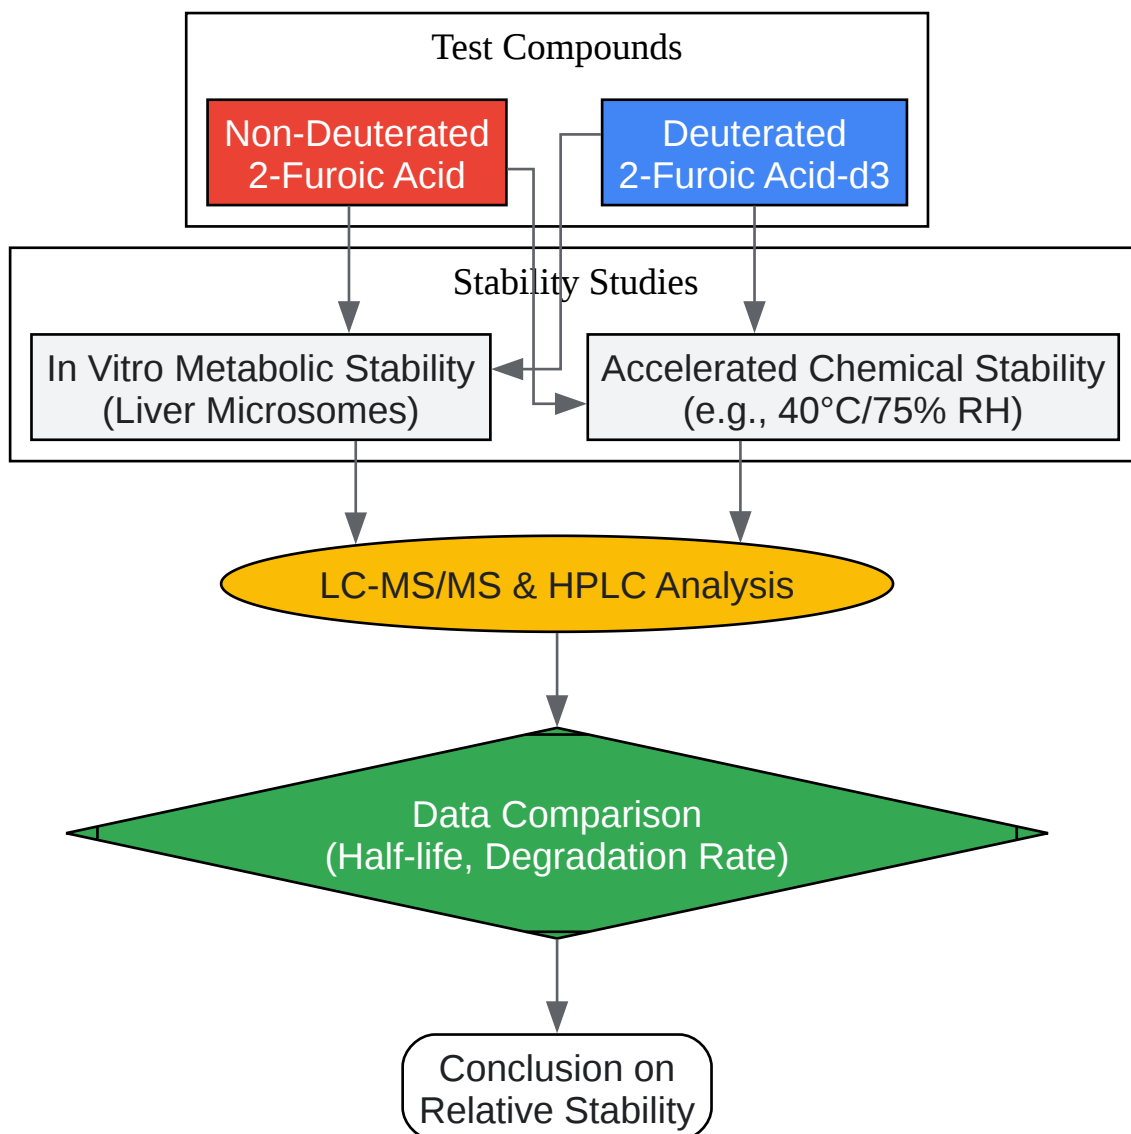 Test Compounds
Non-Deuterated
2-Furoic Acid
Deuterated
2-Furoic Acid-d3
Stability Studies
In Vitro Metabolic Stability
(Liver Microsomes)
Accelerated Chemical Stability
(e.g., 40°C/75% RH)
LC-MS/MS & HPLC Analysis
Data Comparison
(Half-life, Degradation Rate)
Conclusion on
Relative Stability